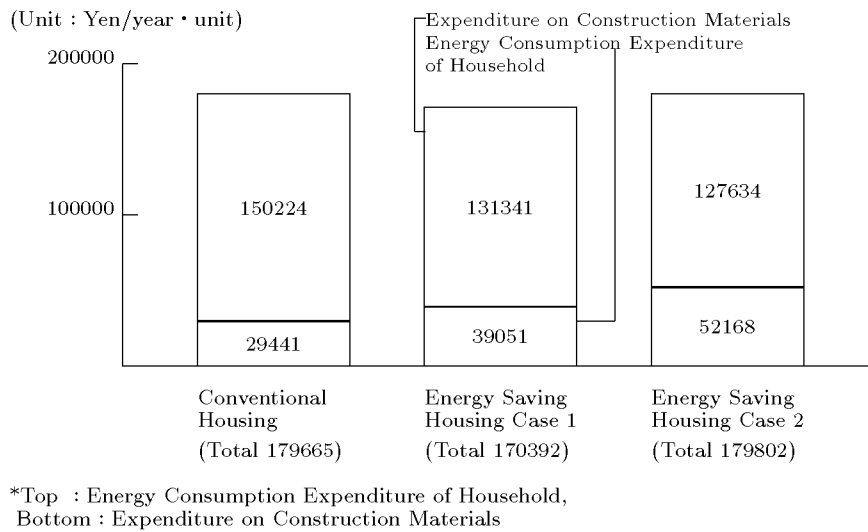 (Unit : Yen/year・unit)
Expenditure on Construction Materials
Energy Consumption Expenditure
of Household
200000
100000
150224
131341
127634
29441
39051
52168
Conventional
Housing
(Total 179665)
Energy Saving
Housing Case 1
(Total 170392)
Energy Saving
Housing Case 2
(Total 179802)
*Top : Energy Consumption Expenditure of Household,
Bottom : Expenditure on Construction Materials